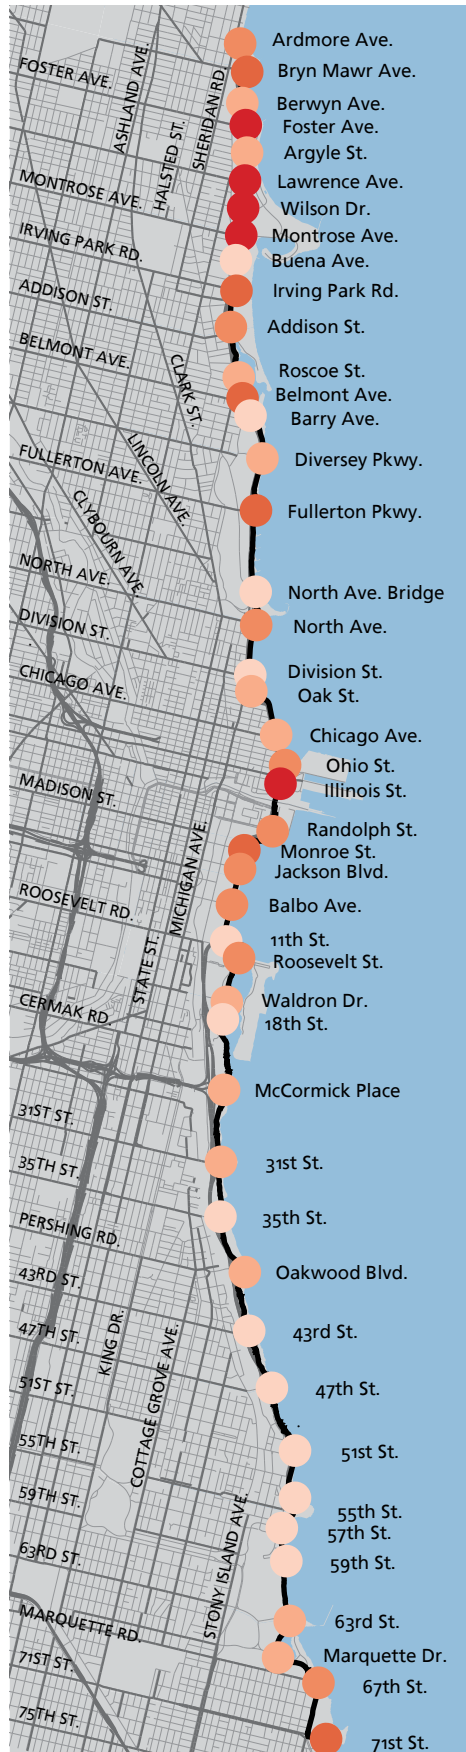 Ardmore Ave.
Bryn Mawr Ave.
Berwyn Ave.
Foster Ave.
Argyle St.
Lawrence Ave.
Wilson Dr.
Montrose Ave.
Buena Ave.
Irving Park Rd.
Addison St.
Roscoe St.
Belmont Ave.
Barry Ave.
Diversey Pkwy.
Fullerton Pkwy.
North Ave. Bridge
North Ave.
Division St.
Oak St.
Chicago Ave.
Ohio St.
Illinois St.
Randolph St.
Monroe St.
Jackson Blvd.
Balbo Ave.
11th St.
Roosevelt St.
Waldron Dr.
18th St.
McCormick Place
31st St.
35th St.
Oakwood Blvd.
43rd St.
47th St.
51st St.
55th St.
57th St.
59th St.
63rd St.
Marquette Dr.
67th St.
71st St.
FOSTER AVE.
ASHLAND AVE.
HALSTED ST.
SHERIDAN RD.
MONTROSE AVE.
IRVING PARK RD.
ADDISON ST.
BELMONT AVE.
CLARK ST.
LINCOLN AVE.
FULLERTON AVE.
CLYBOURN AVE.
NORTH AVE.
DIVISION ST.
CHICAGO AVE.
MADISON ST.
MICHIGAN AVE.
ROOSEVELT RD.
STATE ST.
CERMAK RD.
31ST ST.
35TH ST.
PERSHING RD.
43RD ST.
47TH ST.
KING DR.
COTTAGE GROVE AVE.
51ST ST.
55TH ST.
59TH ST.
63RD ST.
STONY ISLAND AVE.
MARQUETTE RD.
71ST ST.
75TH ST.